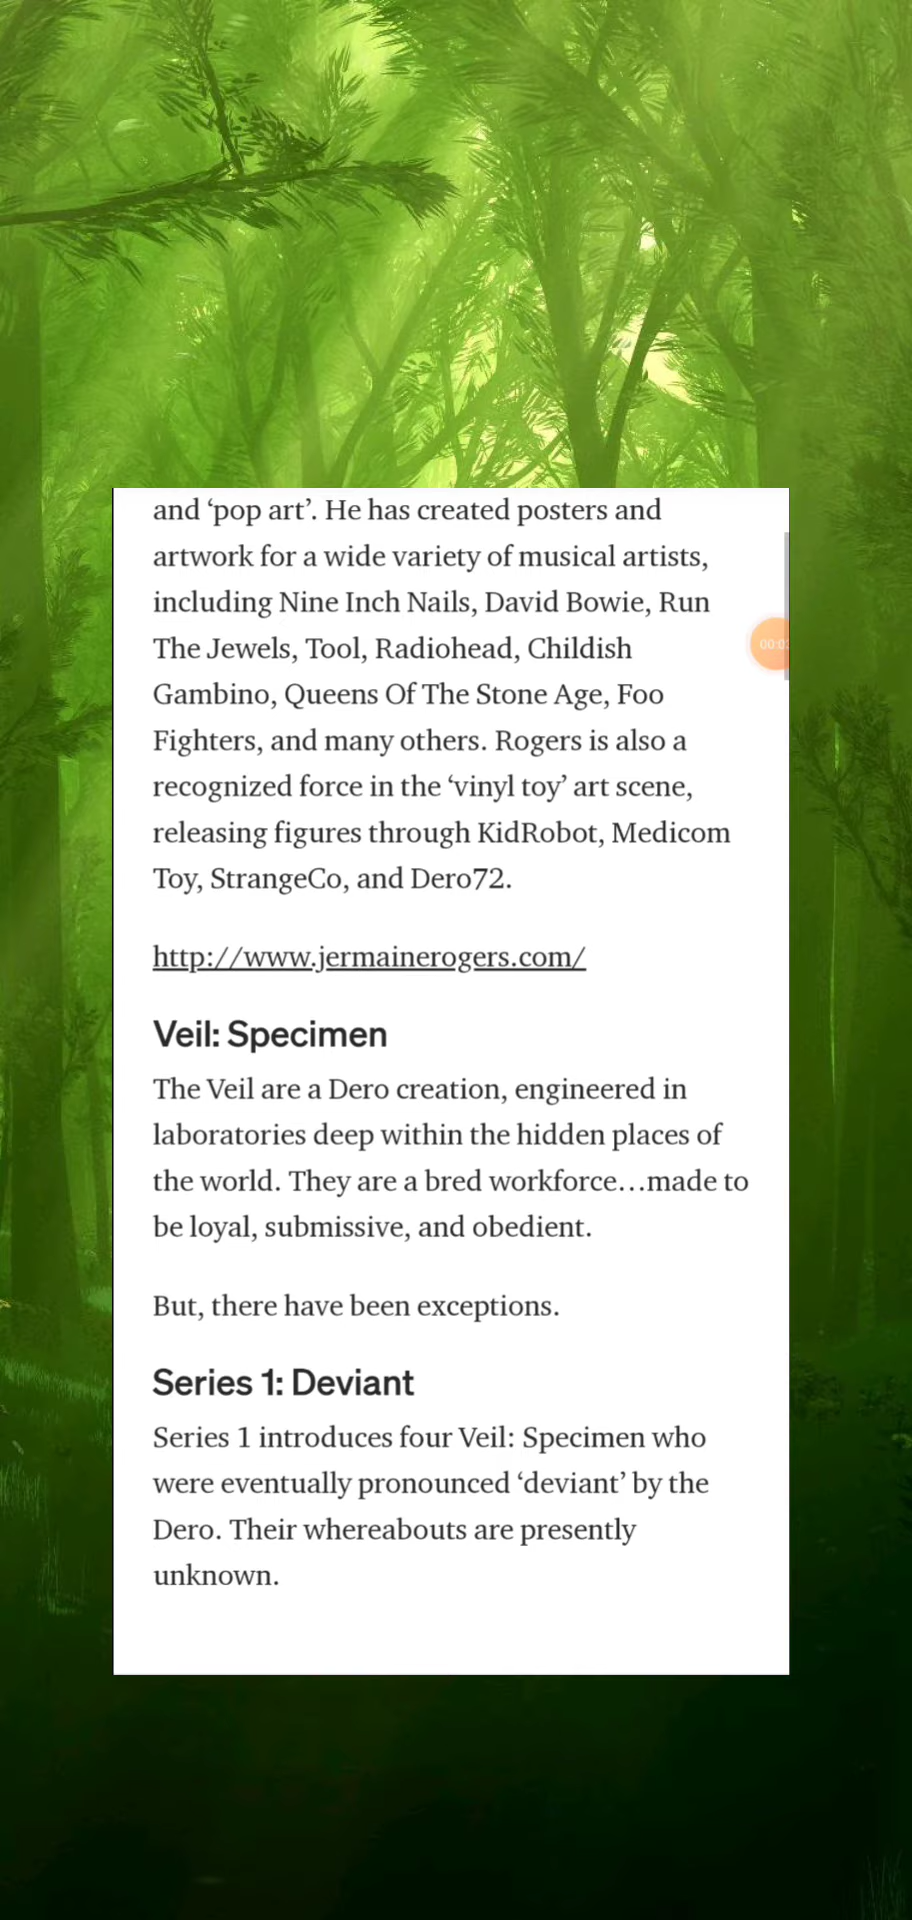 and ‘pop art’. He has created posters and
artwork for a wide variety of musical artists,
including Nine Inch Nails, David Bowie, Run
The Jewels, Tool, Radiohead, Childish
Gambino, Queens Of The Stone Age, Foo
Fighters, and many others. Rogers is also a
recognized force in the ‘vinyl toy’ art scene,
releasing figures through KidRobot, Medicom
Toy, StrangeCo, and Dero72.
http://www.jermainerogers.com/
Veil: Specimen
The Veil are a Dero creation, engineered in
laboratories deep within the hidden places of
the world. They are a bred workforce…made to
be loyal, submissive, and obedient.
But, there have been exceptions.
Series 1: Deviant
Series 1 introduces four Veil: Specimen who
were eventually pronounced ‘deviant’ by the
Dero. Their whereabouts are presently
unknown.